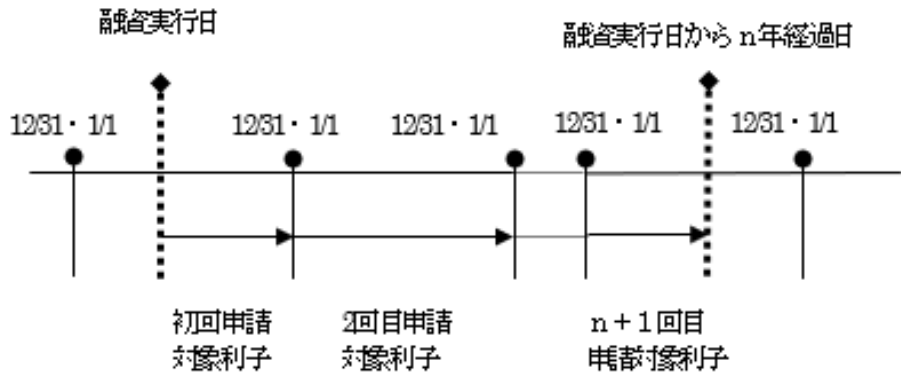 融資実行日
融資実行日からn年経過日
12/31・1/1
12/31・1/1
12/31・1/1
12/31・1/1
12/31・1/1
初回申請
対象利子
2回目申請
対象利子
n+1回目
申請対象利子